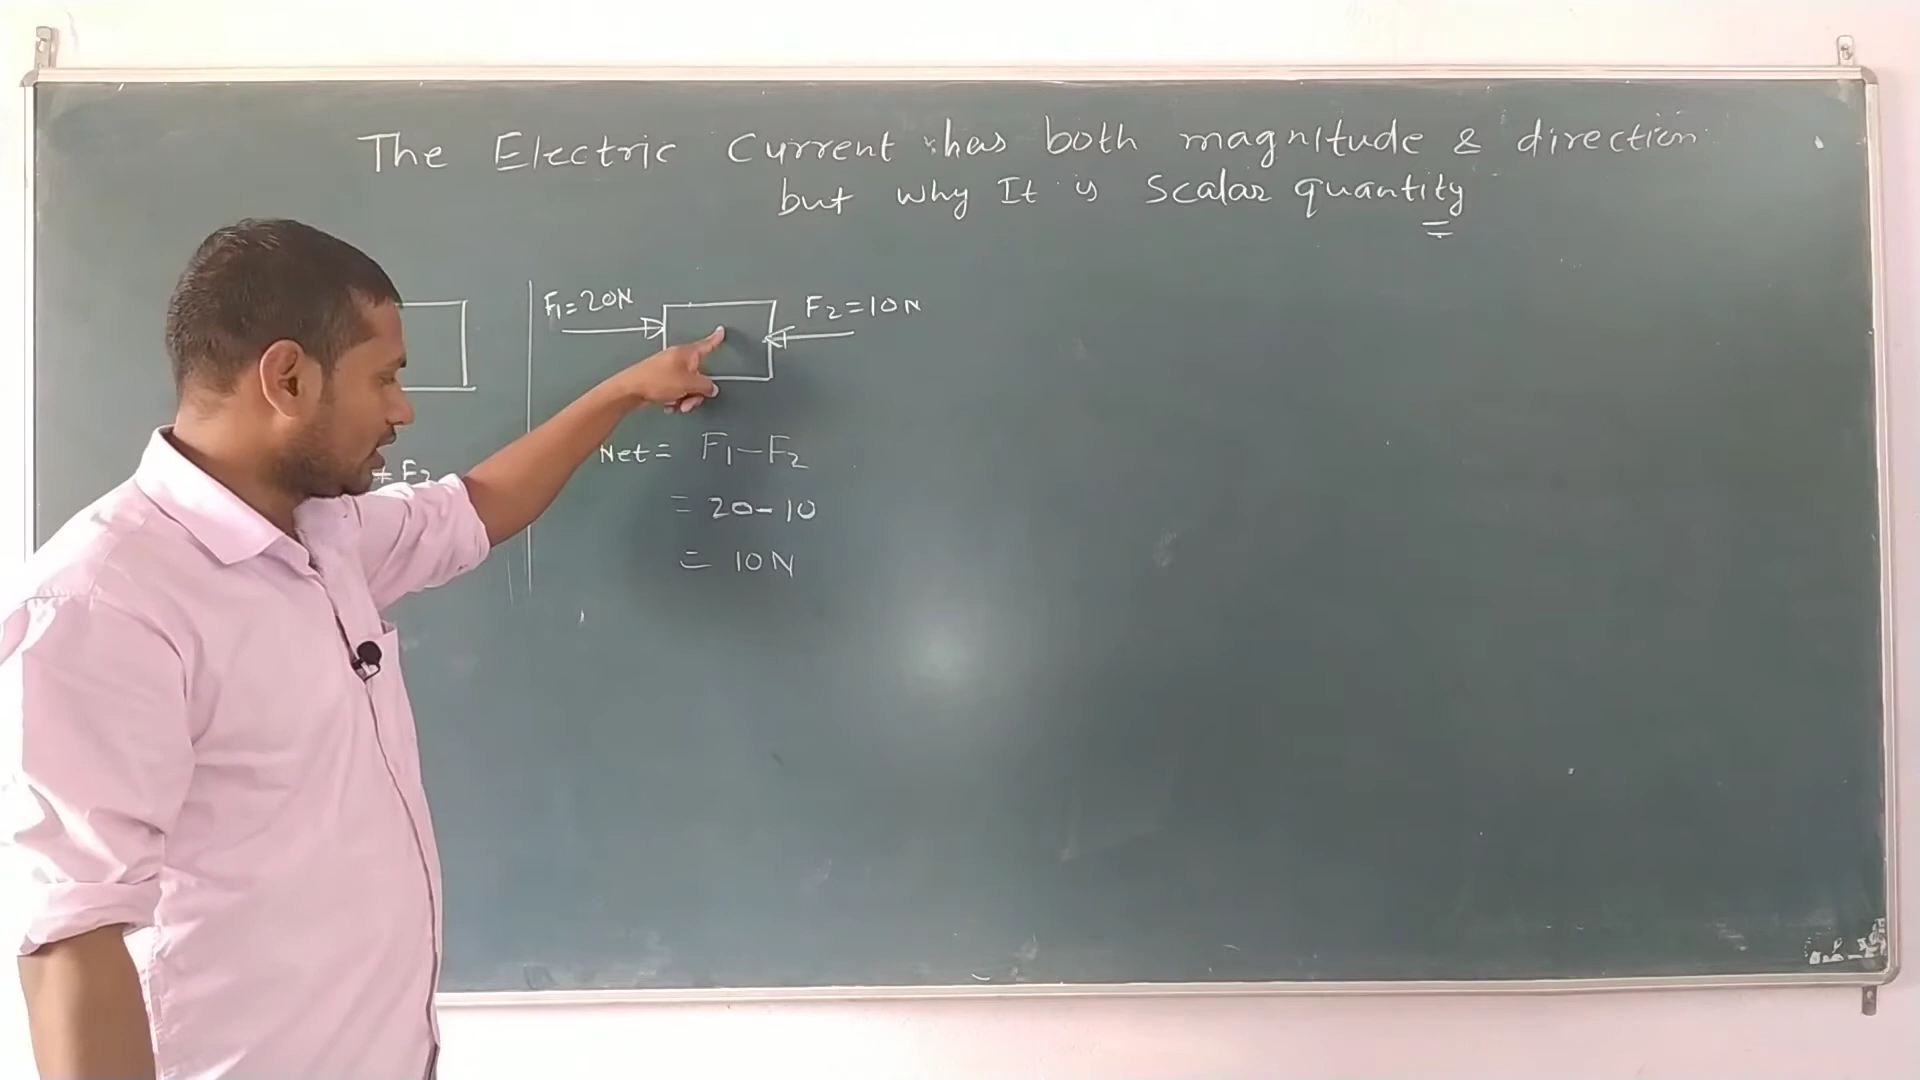 The Electric Current has both magnitude & direction
but why It is Scalar quantity
F1=20N
F2=10N
+ F2
Net = F1-F2
= 20-10
= 10N